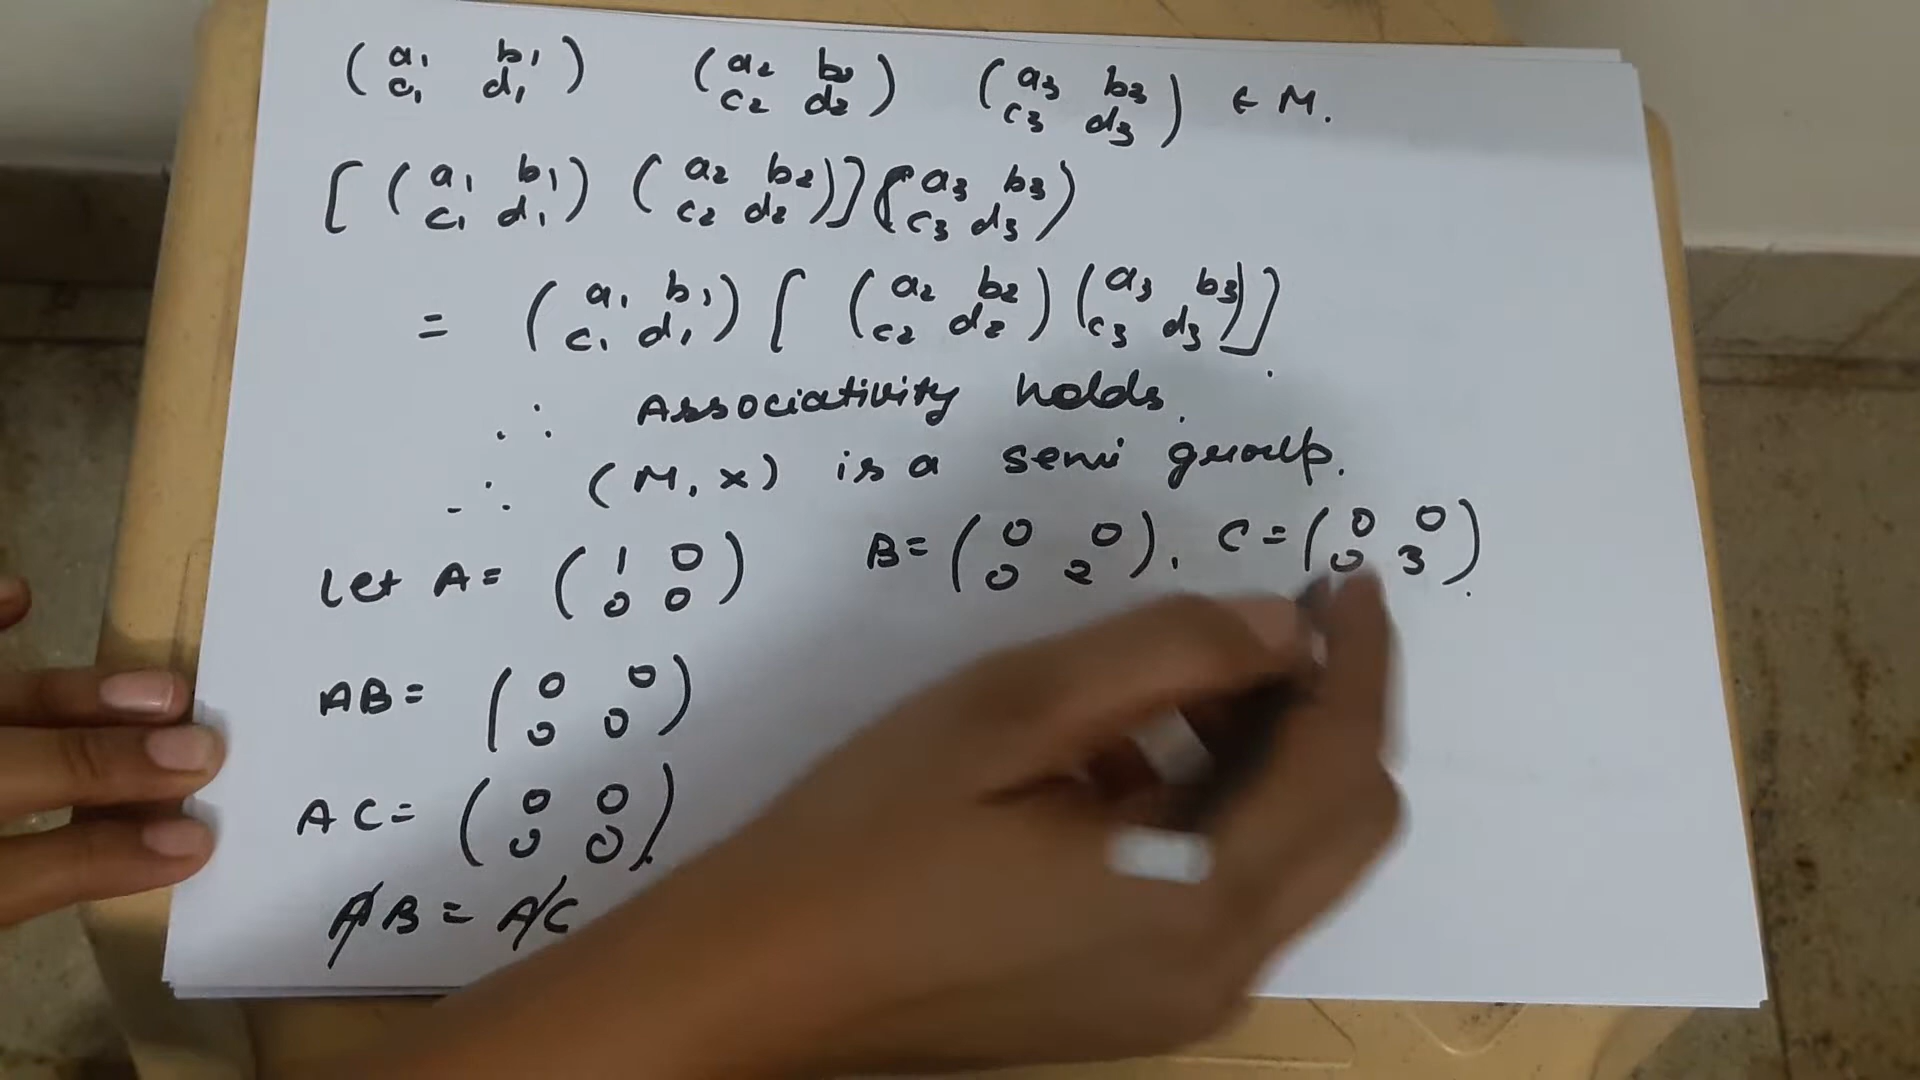 ( a1 b1 c1 d1 ) ( a2 b2 c2 d2 ) ( a3 b3 c3 d3 ) ∈ M.
[ ( a1 b1 c1 d1 ) ( a2 b2 c2 d2 ) ] ( a3 b3 c3 d3 )
= ( a1 b1 c1 d1 ) [ ( a2 b2 c2 d2 ) ( a3 b3 c3 d3 ) ].
∴ Associativity holds.
∴ (M, ×) is a semi group.
Let A = ( 1 0 0 0 ) B = ( 0 0 0 2 ), C = ( 0 0 0 3 ).
AB = ( 0 0 0 0 )
AC = ( 0 0 0 0 ).
AB = AC